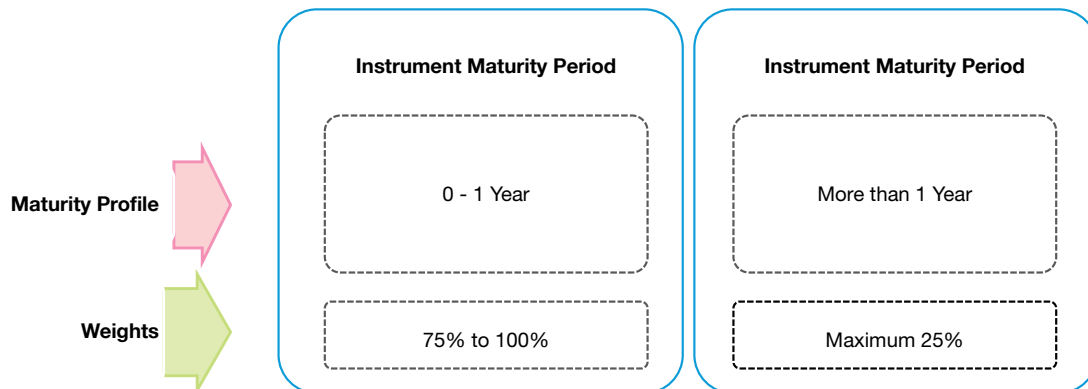 Instrument Maturity Period
Instrument Maturity Period
Maturity Profile
0 - 1 Year
More than 1 Year
Weights
75% to 100%
Maximum 25%